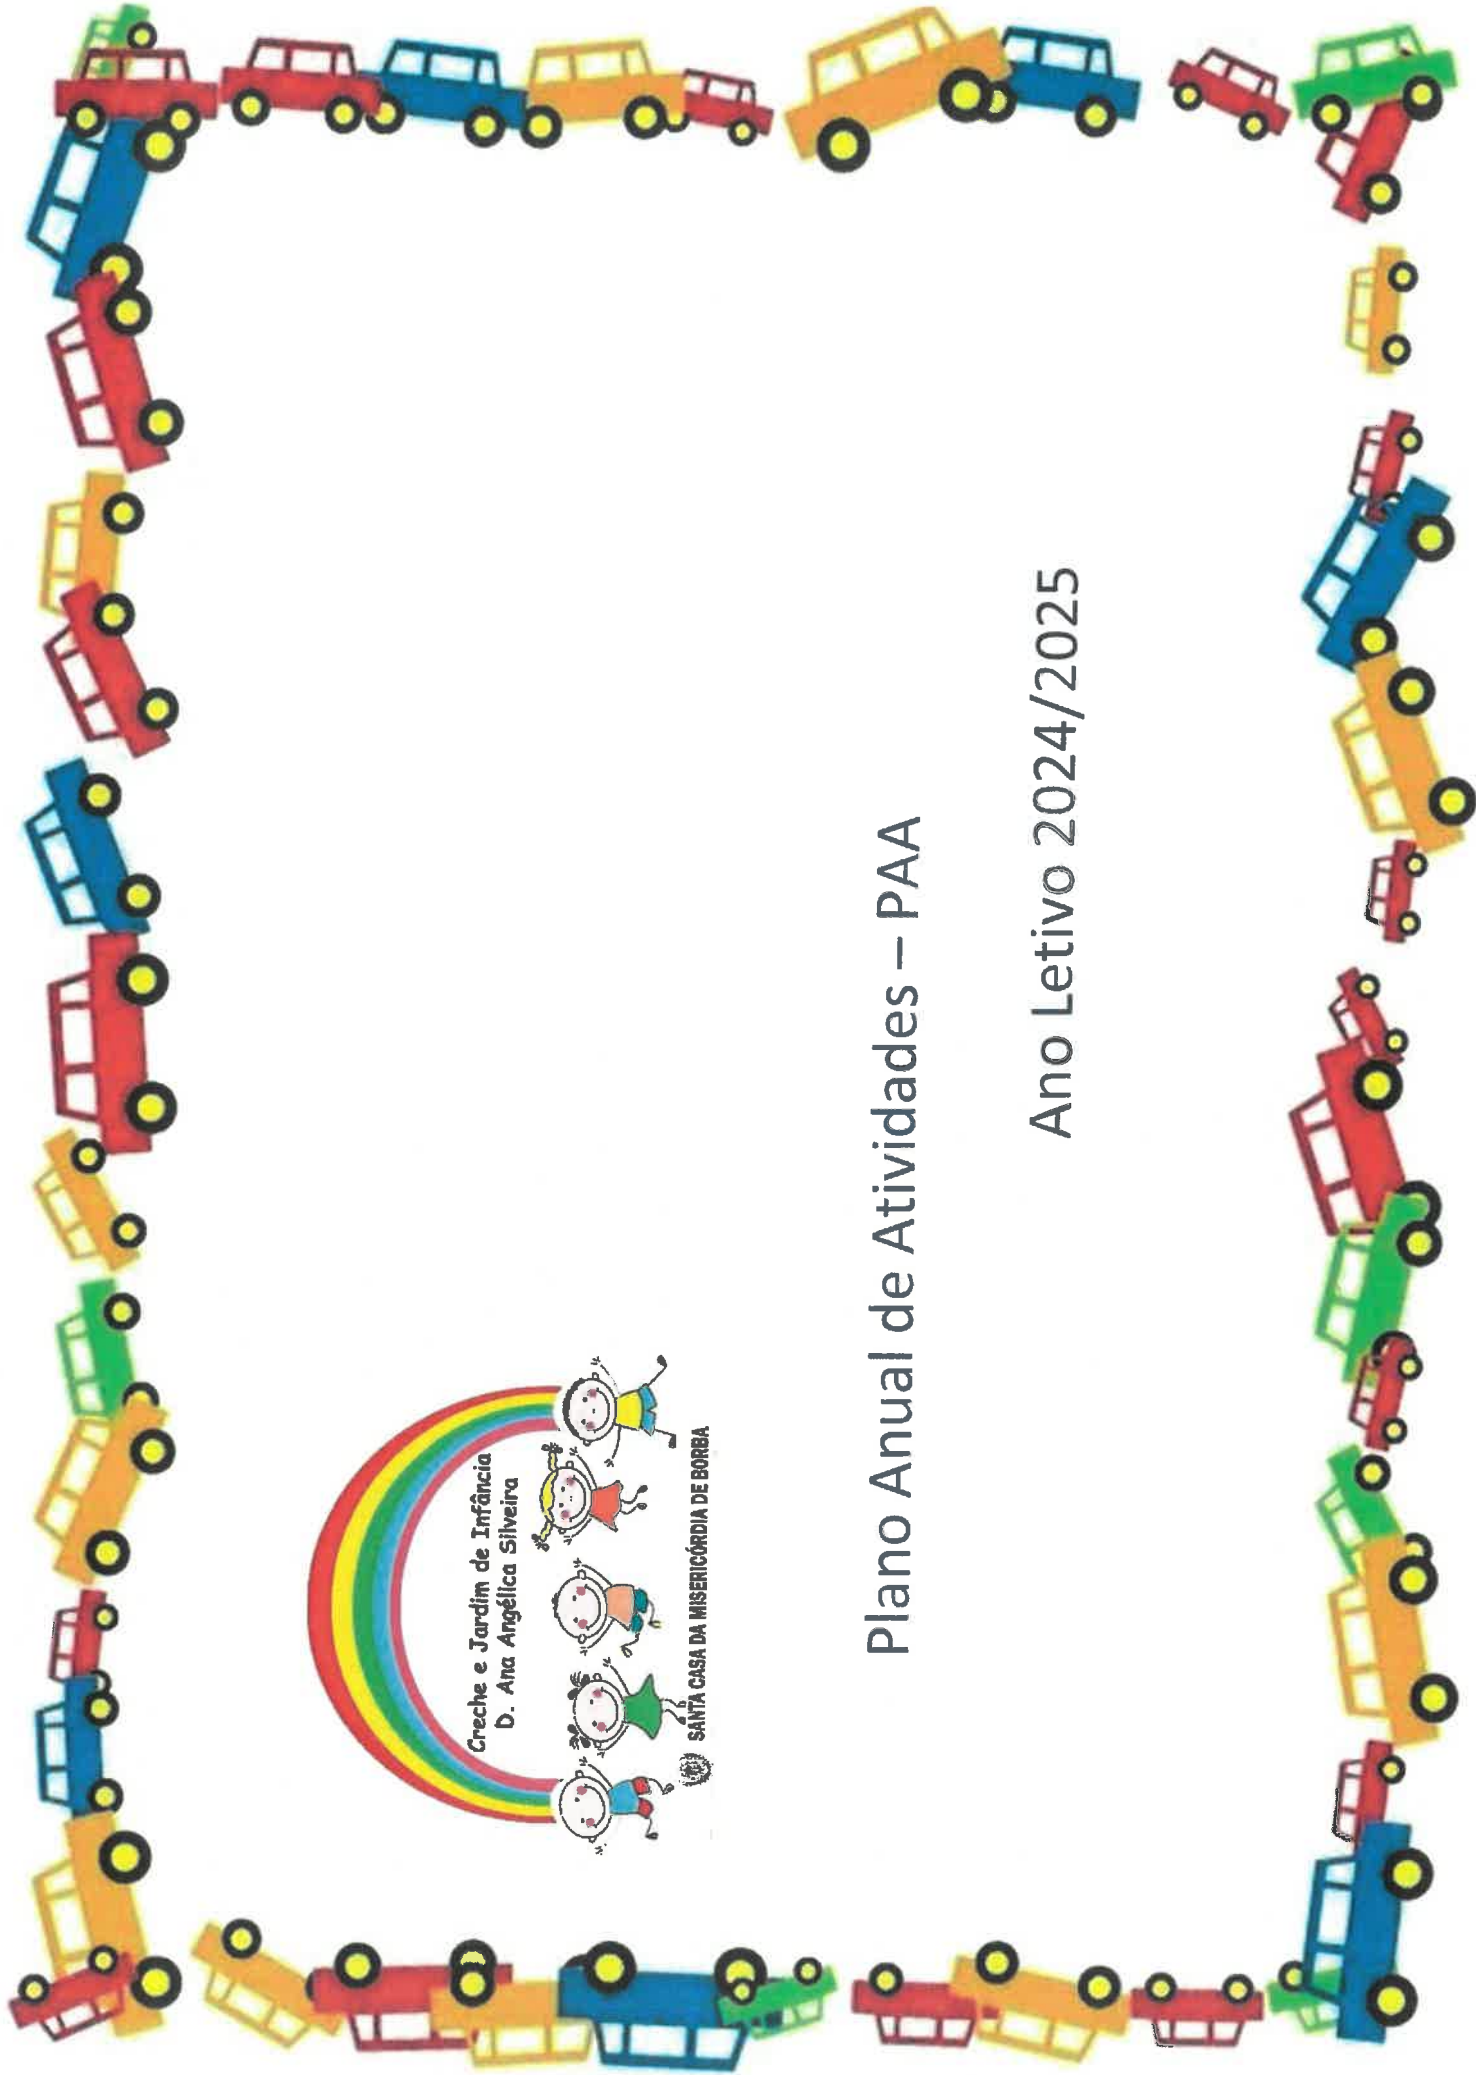 Creche e Jardim de Infância
D. Ana Angélica Silveira
SANTA CASA DA MISERICÓRDIA DE BORBA
Plano Anual de Atividades – PAA
Ano Letivo 2024/2025